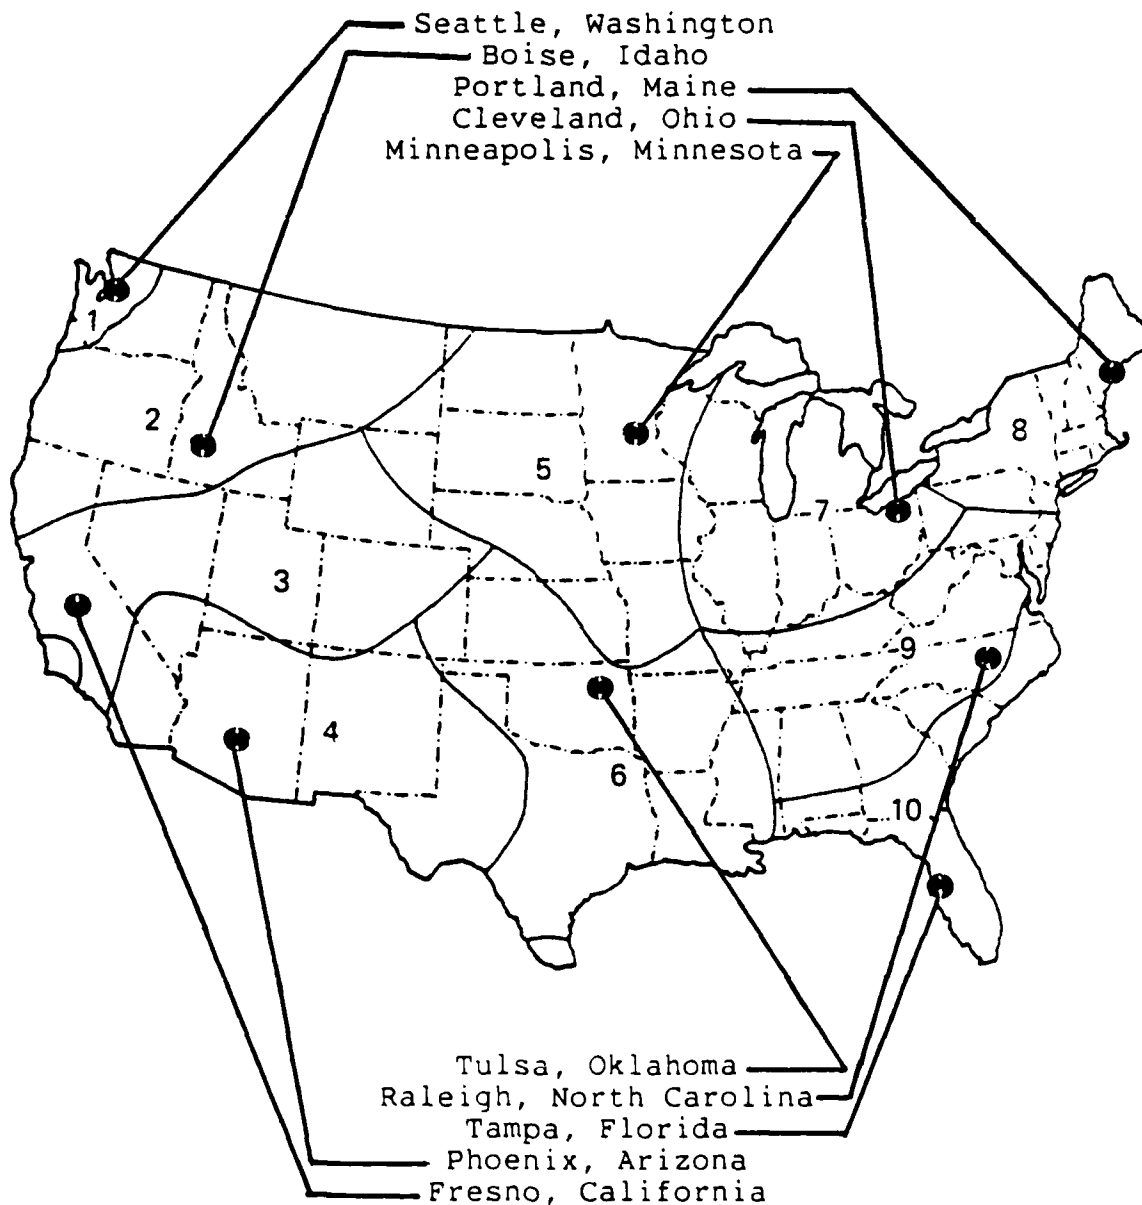 Seattle, Washington
Boise, Idaho
Portland, Maine
Cleveland, Ohio
Minneapolis, Minnesota
1
2
8
5
7
3
9
4
6
10
Tulsa, Oklahoma
Raleigh, North Carolina
Tampa, Florida
Phoenix, Arizona
Fresno, California